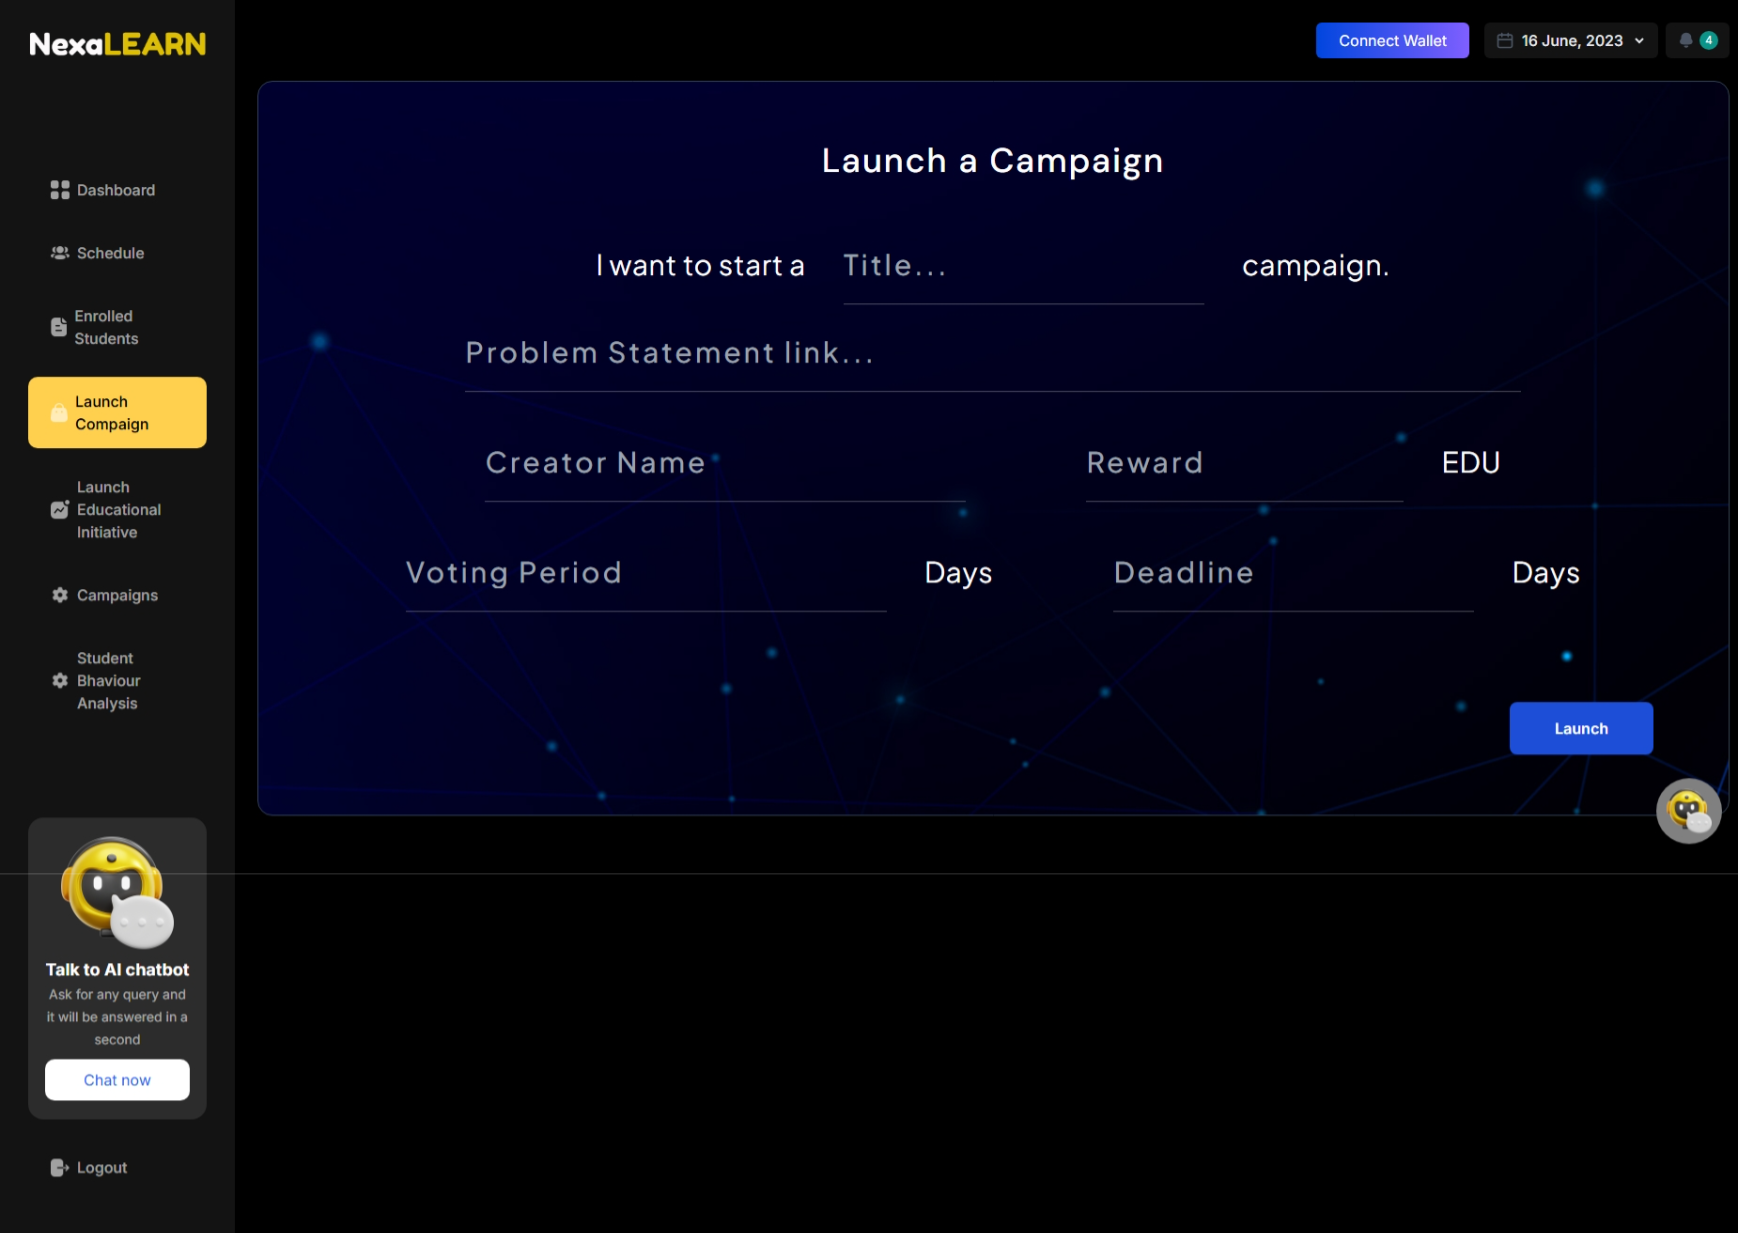 NexaLEARN
Connect Wallet
16 June, 2023
4
Dashboard
Schedule
Enrolled
Students
Launch
Compaign
Launch
Educational
Initiative
Campaigns
Student
Bhaviour
Analysis
Launch a Campaign
I want to start a Title... campaign.
Problem Statement link...
Creator Name Reward EDU
Voting Period Days Deadline Days
Launch
Talk to AI chatbot
Ask for any query and
it will be answered in a
second
Chat now
Logout